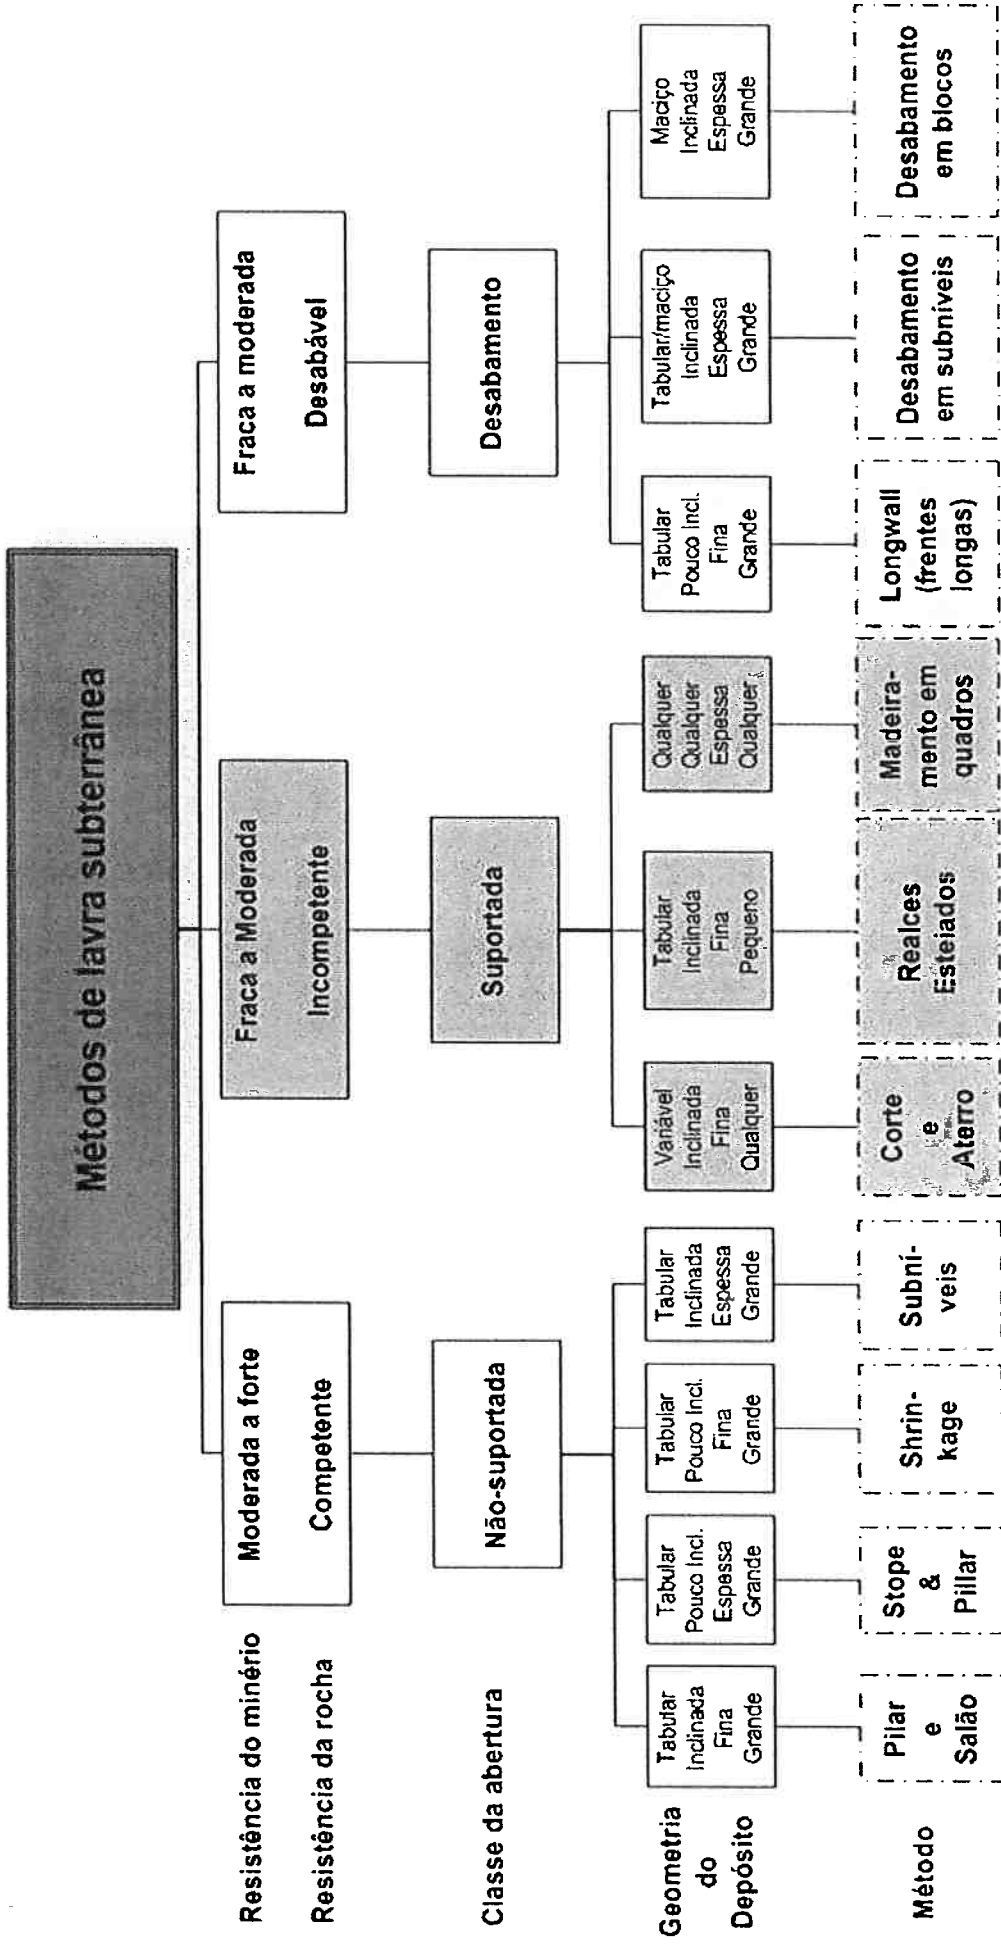 Métodos de lavra subterrânea
Resistência do minério
Resistência da rocha
Moderada a forte
Competente
Fraca a Moderada
Incompetente
Fraca a moderada
Desabável
Classe da abertura
Não-suportada
Suportada
Desabamento
Geometria
do
Depósito
Tabular
Inclinada
Fina
Grande
Tabular
Pouco Incl.
Espessa
Grande
Tabular
Pouco Incl.
Fina
Grande
Tabular
Inclinada
Espessa
Grande
Variável
Inclinada
Fina
Qualquer
Tabular
Inclinada
Fina
Pequeno
Qualquer
Qualquer
Espessa
Qualquer
Tabular
Pouco Incl.
Fina
Grande
Tabular/maciço
Inclinada
Espessa
Grande
Maciço
Inclinada
Espessa
Grande
Método
Pilar
e
Salão
Stope
&
Pillar
Shrin-
kage
Subní-
veis
Corte
e
Aterro
Realces
Esteiados
Madeira-
mento em
quadros
Longwall
(frentes
longas)
Desabamento
em subníveis
Desabamento
em blocos